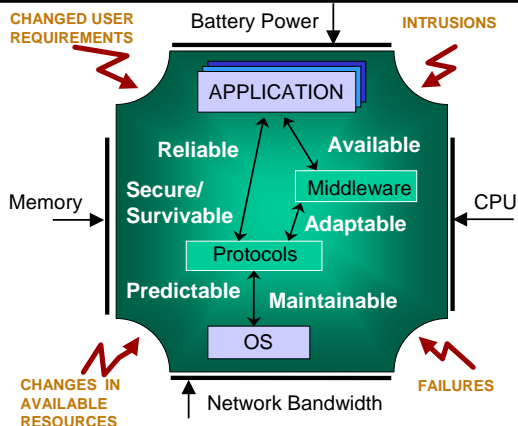 CHANGED USER
REQUIREMENTS
Battery Power
INTRUSIONS
APPLICATION
Reliable
Available
Memory
Secure/
Survivable
Middleware
CPU
Adaptable
Protocols
Predictable
Maintainable
OS
CHANGES IN
AVAILABLE
RESOURCES
Network Bandwidth
FAILURES